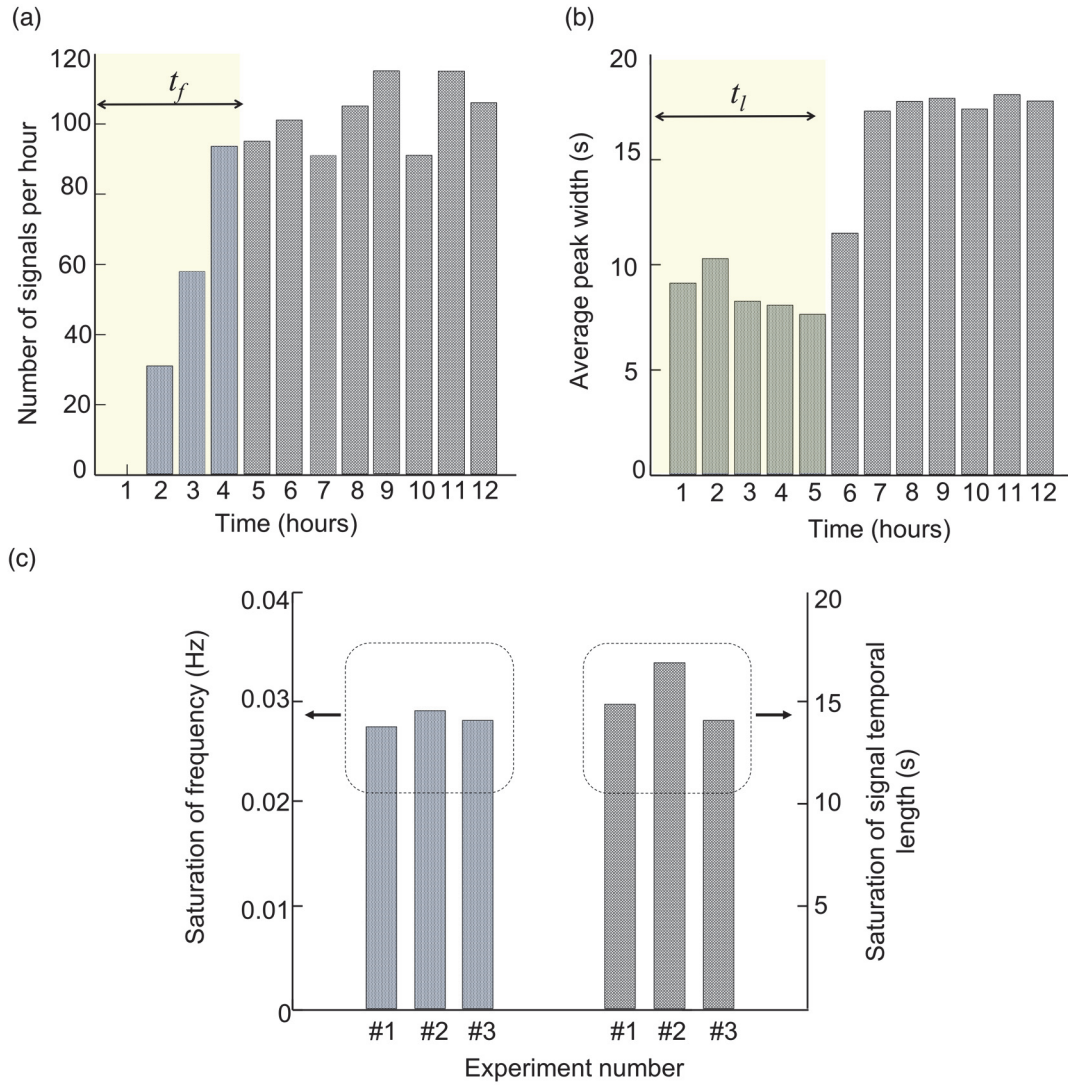 (a)
120
100
80
60
40
20
0
Number of signals per hour
t_f
1 2 3 4 5 6 7 8 9 10 11 12
Time (hours)
(b)
20
15
10
5
0
Average peak width (s)
t_l
1 2 3 4 5 6 7 8 9 10 11 12
Time (hours)
(c)
0.04
0.03
0.02
0.01
0
Saturation of frequency (Hz)
20
15
10
5
Saturation of signal temporal
length (s)
#1 #2 #3
#1 #2 #3
Experiment number